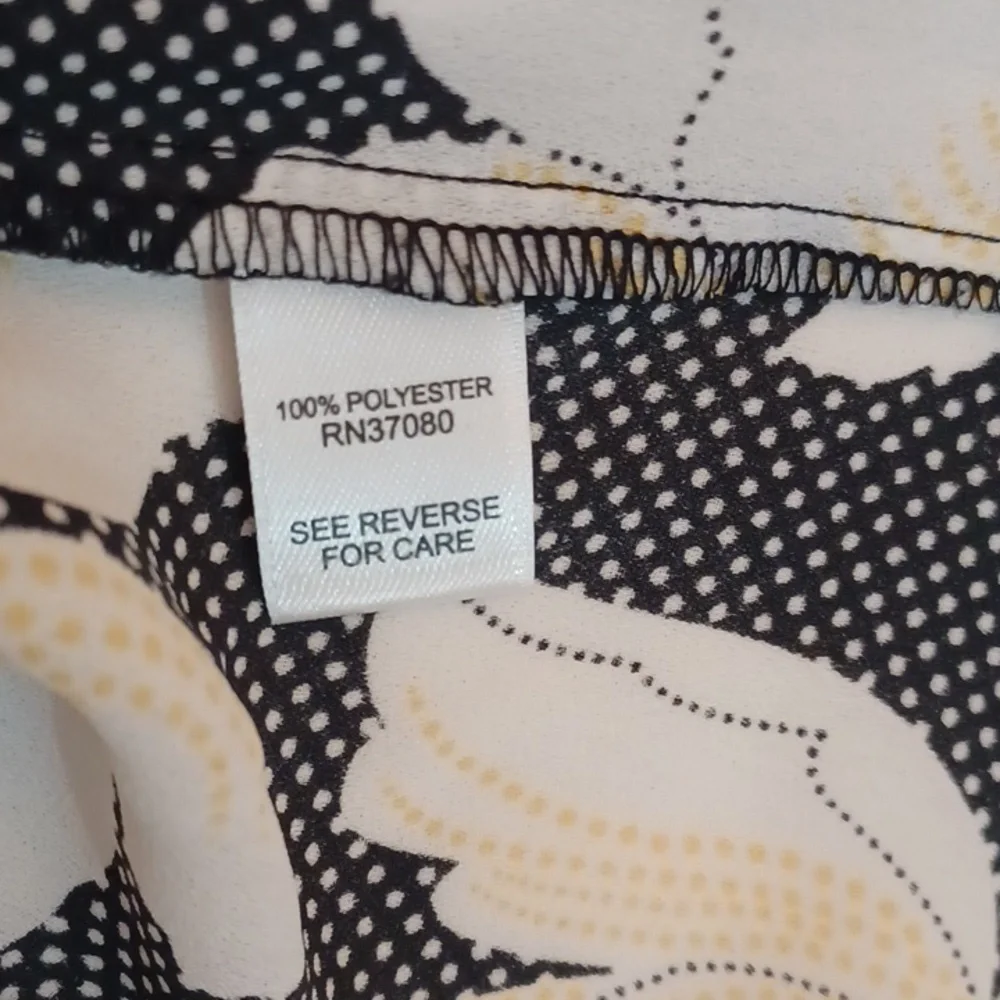 100% POLYESTER
RN37080
SEE REVERSE
FOR CARE